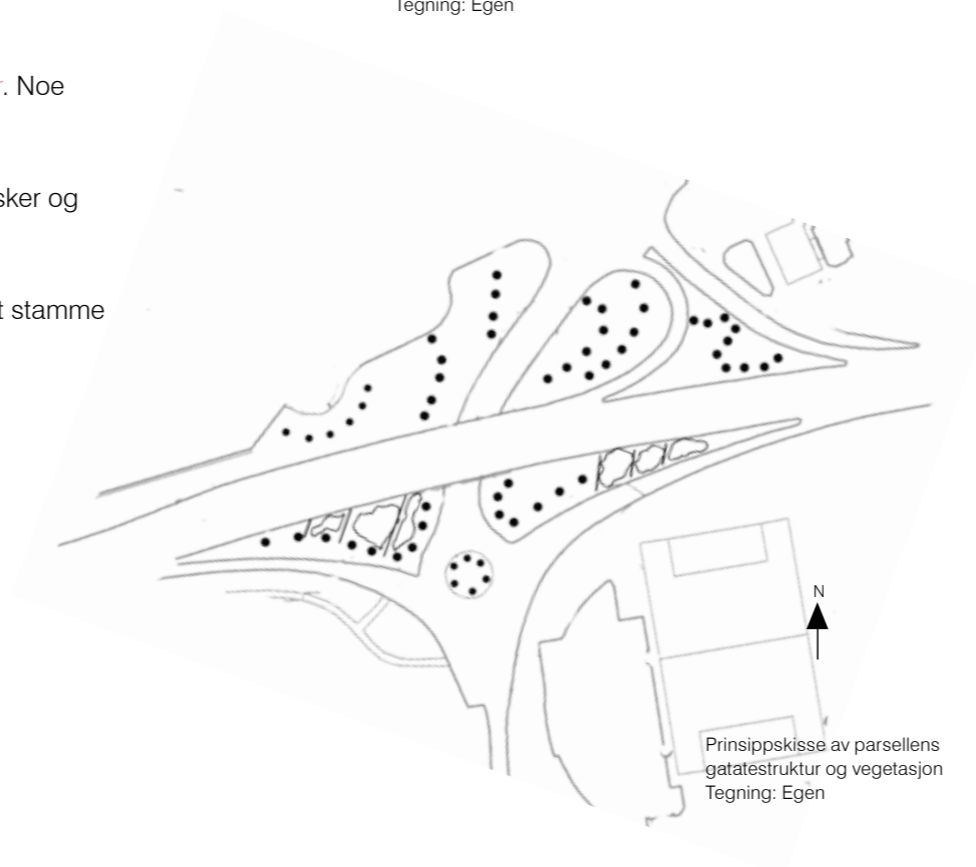 Tegning: Egen
. Noe
sker og
t stamme
N
Prinsippskisse av parsellens
gatatestruktur og vegetasjon
Tegning: Egen